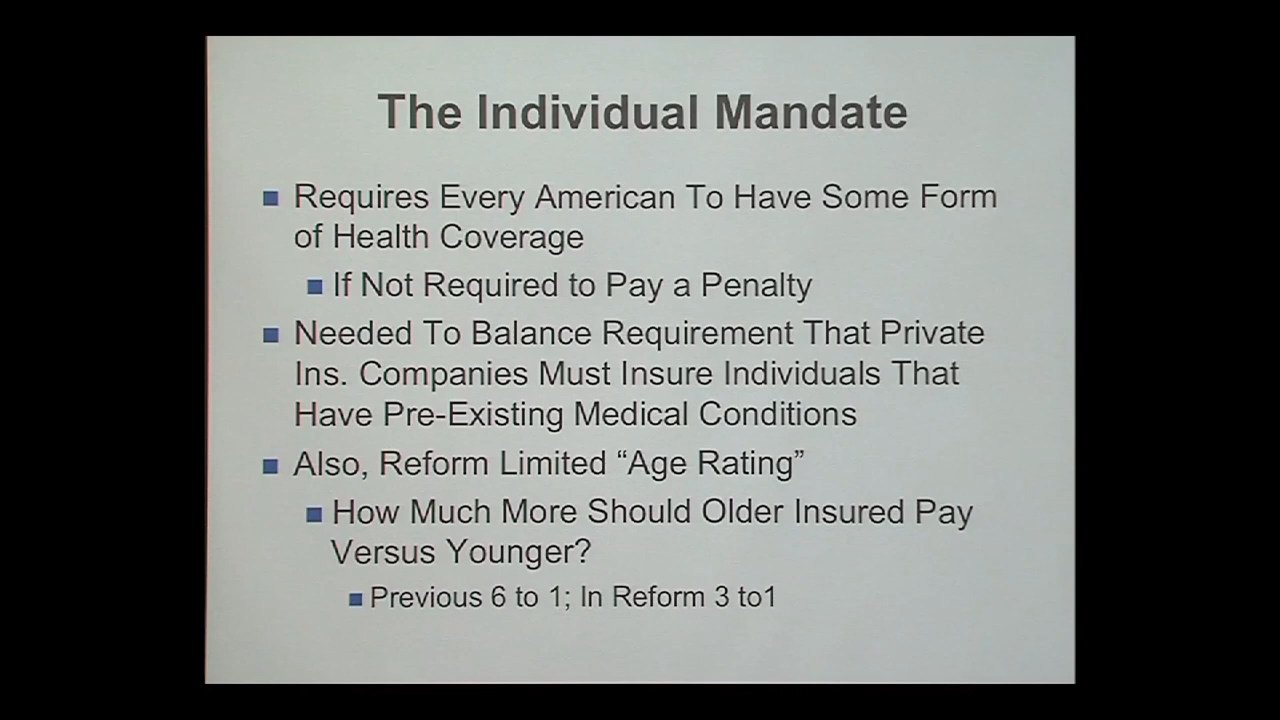 The Individual Mandate
Requires Every American To Have Some Form
of Health Coverage
If Not Required to Pay a Penalty
Needed To Balance Requirement That Private
Ins. Companies Must Insure Individuals That
Have Pre-Existing Medical Conditions
Also, Reform Limited “Age Rating”
How Much More Should Older Insured Pay
Versus Younger?
Previous 6 to 1; In Reform 3 to1